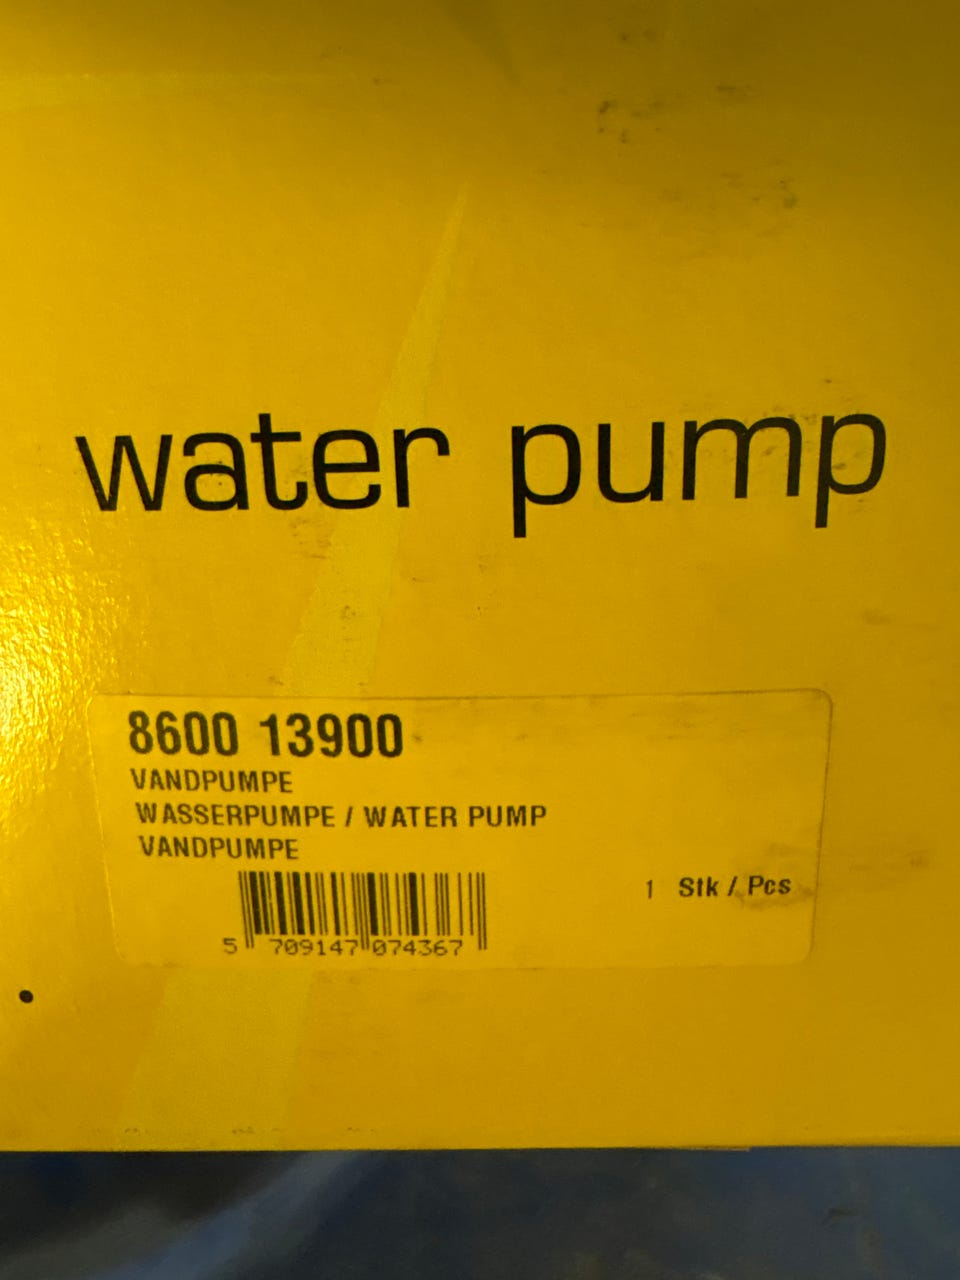 water pump
8600 13900
VANDPUMPE
WASSERPUMPE / WATER PUMP
VANDPUMPE
1 Stk / Pcs
5 709147 074367